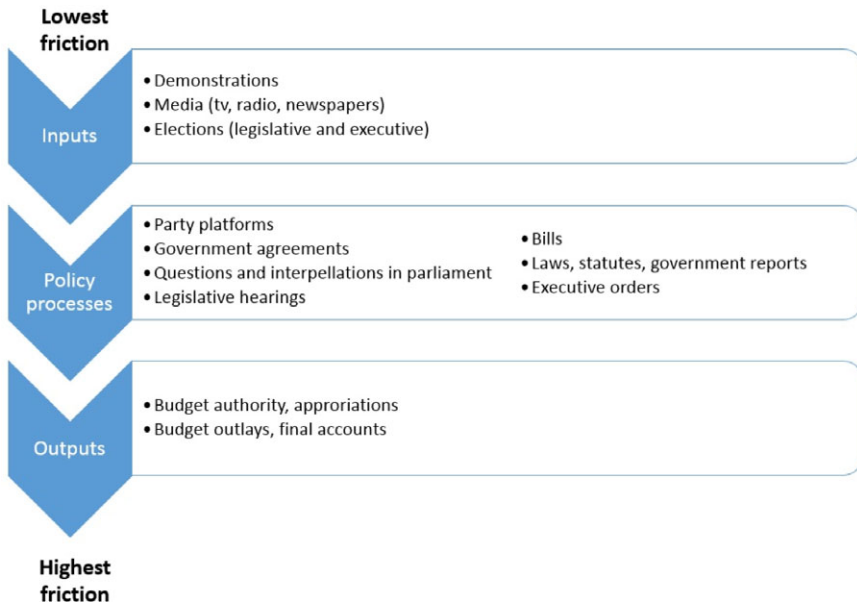 Lowest
friction
Inputs
• Demonstrations
• Media (tv, radio, newspapers)
• Elections (legislative and executive)
Policy
processes
• Party platforms
• Government agreements
• Questions and interpellations in parliament
• Legislative hearings
• Bills
• Laws, statutes, government reports
• Executive orders
Outputs
• Budget authority, approriations
• Budget outlays, final accounts
Highest
friction